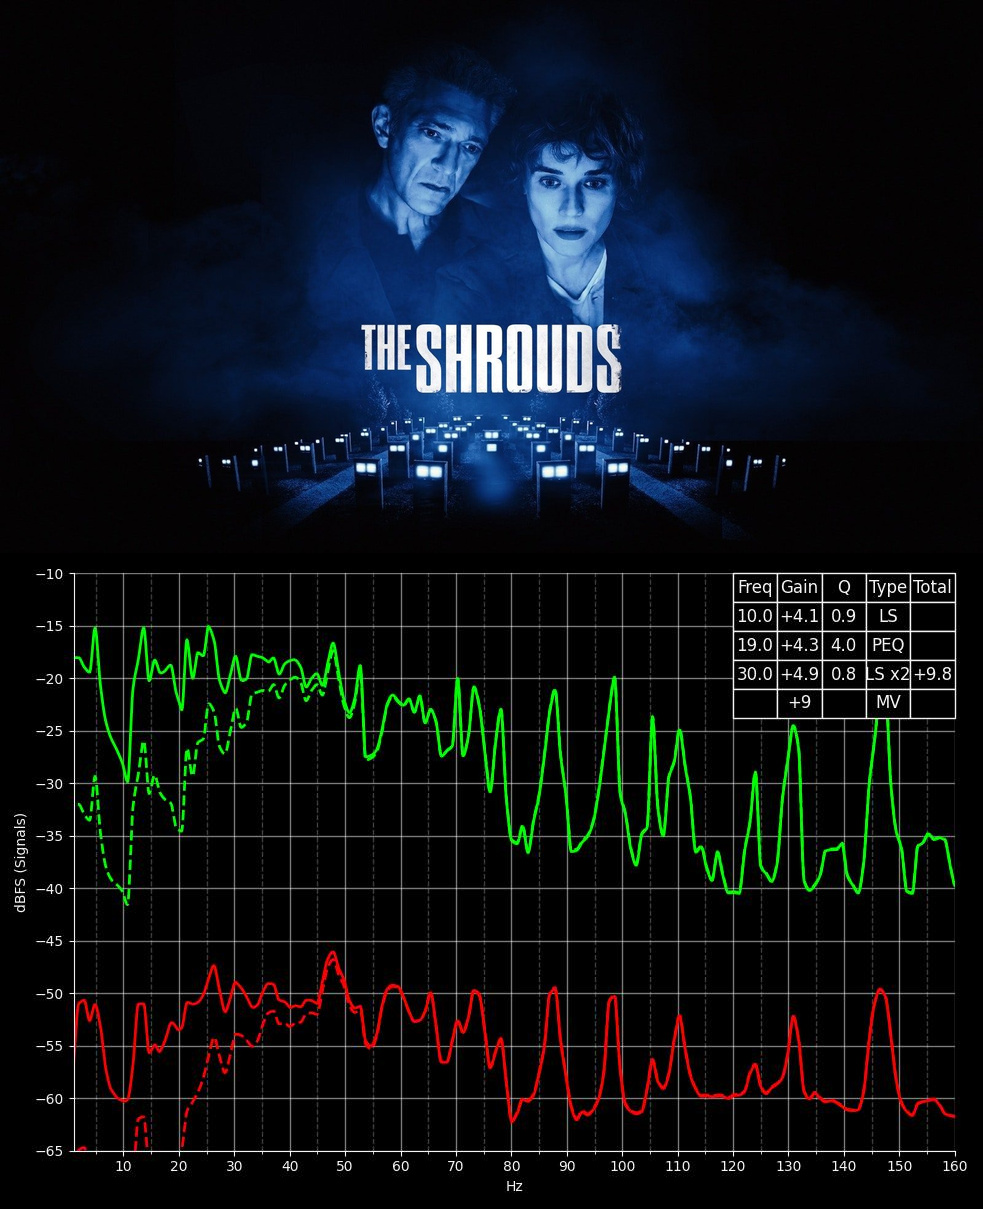 THE SHROUDS
Freq Gain Q Type Total
10.0 +4.1 0.9 LS
19.0 +4.3 4.0 PEQ
30.0 +4.9 0.8 LS x2 +9.8
+9 MV
−10
−15
−20
−25
−30
−35
−40
−45
−50
−55
−60
−65
dBFS (Signals)
10 20 30 40 50 60 70 80 90 100 110 120 130 140 150 160
Hz